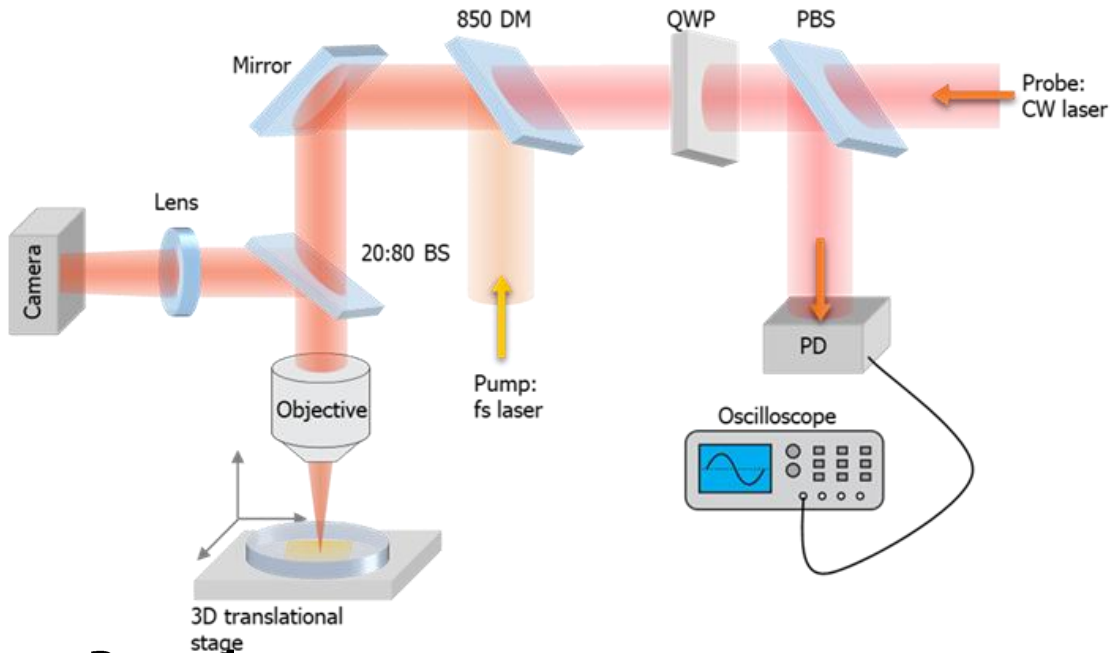 850 DM
QWP
PBS
Mirror
Probe:
CW laser
Lens
20:80 BS
Camera
PD
Pump:
fs laser
Objective
Oscilloscope
3D translational
stage